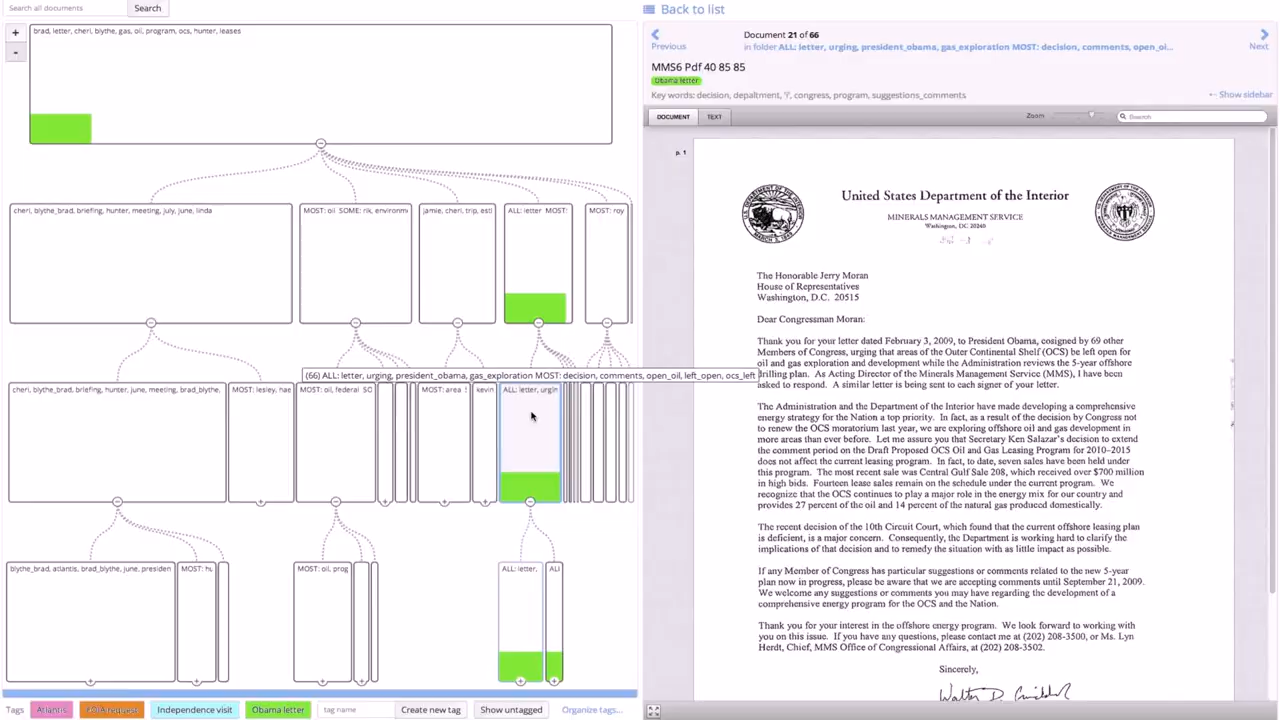 Search all documents
Search
+
-
brad, letter, cheri, blythe, gas, oil, program, ocs, hunter, leases
cheri, blythe_brad, briefing, hunter, meeting, july, june, linda
MOST: oil SOME: rik, environm
jamie, cheri, trip, esti
ALL: letter MOST:
MOST: roy
(66) ALL: letter, urging, president_obama, gas_exploration MOST: decision, comments, open_oil, left_open, ocs_left
cheri, blythe_brad, briefing, hunter, june, meeting, brad_blythe,
MOST: lesley, hae
MOST: oil, federal SO
MOST: area
kevin
ALL: letter, urgin
blythe_brad, atlantis, brad_blythe, june, presiden
MOST: hu
MOST: oil, prog
ALL: letter,
ALI
Tags
Atlantis
FOIA request
Independence visit
Obama letter
tag name
Create new tag
Show untagged
Organize tags...
Back to list
Previous
Document 21 of 66
Next
in folder ALL: letter, urging, president_obama, gas_exploration MOST: decision, comments, open_oi...
MMS6 Pdf 40 85 85
Obama letter
Key words: decision, depaltment, congress, program, suggestions_comments
Show sidebar
DOCUMENT
TEXT
Zoom
Search
p. 1
United States Department of the Interior
MINERALS MANAGEMENT SERVICE
Washington, DC 20240
The Honorable Jerry Moran
House of Representatives
Washington, D.C. 20515
Dear Congressman Moran:
Thank you for your letter dated February 3, 2009, to President Obama, cosigned by 69 other
Members of Congress, urging that areas of the Outer Continental Shelf (OCS) be left open for
oil and gas exploration and development while the Administration reviews the 5-year offshore
drilling plan. As Acting Director of the Minerals Management Service (MMS), I have been
asked to respond. A similar letter is being sent to each signer of your letter.
The Administration and the Department of the Interior have made developing a comprehensive
energy strategy for the Nation a top priority. In fact, as a result of the decision by Congress not
to renew the OCS moratorium last year, we are exploring offshore oil and gas development in
more areas than ever before. Let me assure you that Secretary Ken Salazar's decision to extend
the comment period on the Draft Proposed OCS Oil and Gas Leasing Program for 2010-2015
does not affect the current leasing program. In fact, to date, seven sales have been held under
this program. The most recent sale was Central Gulf Sale 208, which received over $700 million
in high bids. Fourteen lease sales remain on the schedule under the current program. We
recognize that the OCS continues to play a major role in the energy mix for our country and
provides 27 percent of the oil and 14 percent of the natural gas produced domestically.
The recent decision of the 10th Circuit Court, which found that the current offshore leasing plan
is deficient, is a major concern. Consequently, the Department is working hard to clarify the
implications of that decision and to remedy the situation with as little impact as possible.
If any Member of Congress has particular suggestions or comments related to the new 5-year
plan now in progress, please be aware that we are accepting comments until September 21, 2009.
We welcome any suggestions or comments you may have regarding the development of a
comprehensive energy program for the OCS and the Nation.
Thank you for your interest in the offshore energy program. We look forward to working with
you on this issue. If you have any questions, please contact me at (202) 208-3500, or Ms. Lyn
Herdt, Chief, MMS Office of Congressional Affairs, at (202) 208-3502.
Sincerely,